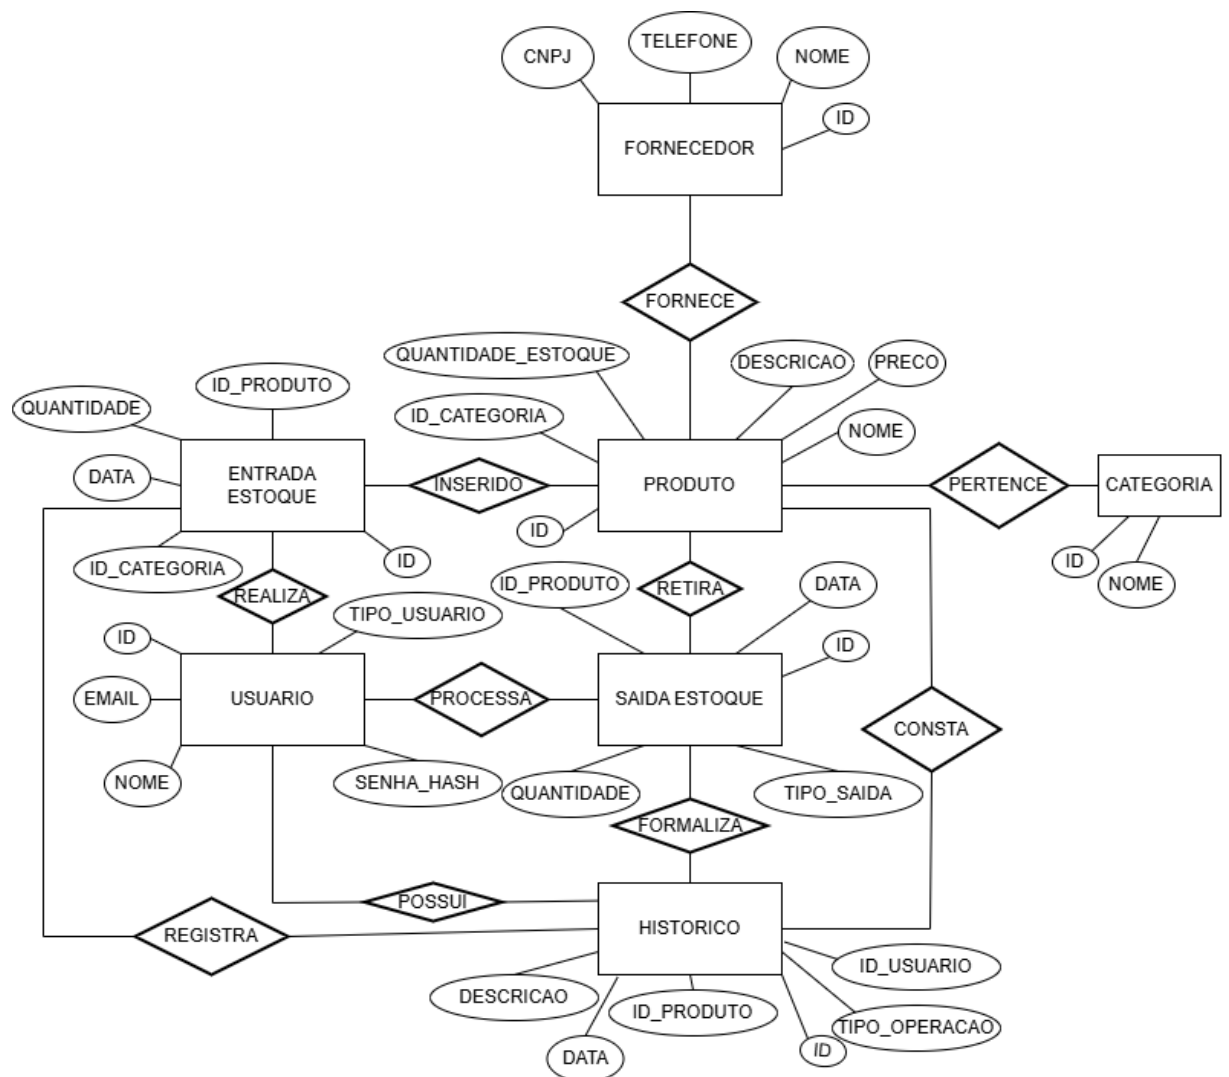 TELEFONE
CNPJ
NOME
ID
FORNECEDOR
FORNECE
QUANTIDADE_ESTOQUE
DESCRICAO
PRECO
ID_PRODUTO
QUANTIDADE
ID_CATEGORIA
NOME
DATA
ENTRADA
ESTOQUE
INSERIDO
PRODUTO
PERTENCE
CATEGORIA
ID
ID_CATEGORIA
ID
ID
NOME
REALIZA
ID_PRODUTO
RETIRA
DATA
TIPO_USUARIO
ID
ID
EMAIL
USUARIO
PROCESSA
SAIDA ESTOQUE
CONSTA
NOME
SENHA_HASH
QUANTIDADE
TIPO_SAIDA
FORMALIZA
POSSUI
REGISTRA
HISTORICO
ID_USUARIO
DESCRICAO
ID_PRODUTO
TIPO_OPERACAO
DATA
ID